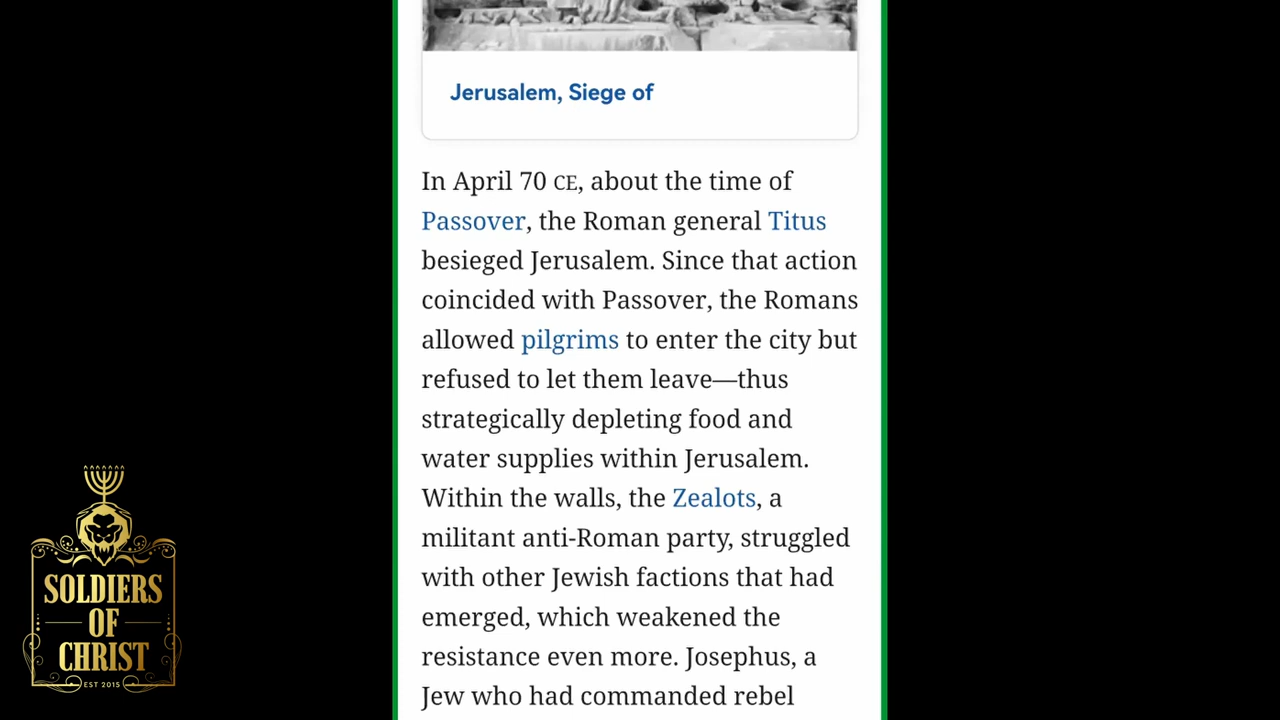 Jerusalem, Siege of
In April 70 CE, about the time of
Passover, the Roman general Titus
besieged Jerusalem. Since that action
coincided with Passover, the Romans
allowed pilgrims to enter the city but
refused to let them leave—thus
strategically depleting food and
water supplies within Jerusalem.
Within the walls, the Zealots, a
militant anti-Roman party, struggled
with other Jewish factions that had
emerged, which weakened the
resistance even more. Josephus, a
Jew who had commanded rebel
SOLDIERS
OF
CHRIST
EST 2015